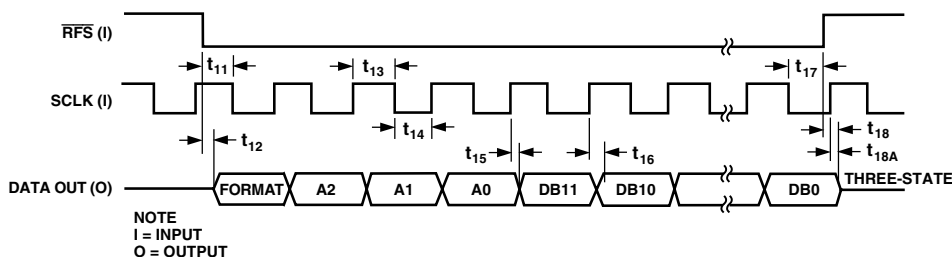 RFS (I)
t11
t13
t17
SCLK (I)
t14
t12
t15
t16
t18
t18A
DATA OUT (O)
FORMAT A2 A1 A0 DB11 DB10 DB0
THREE-STATE
NOTE
I = INPUT
O = OUTPUT